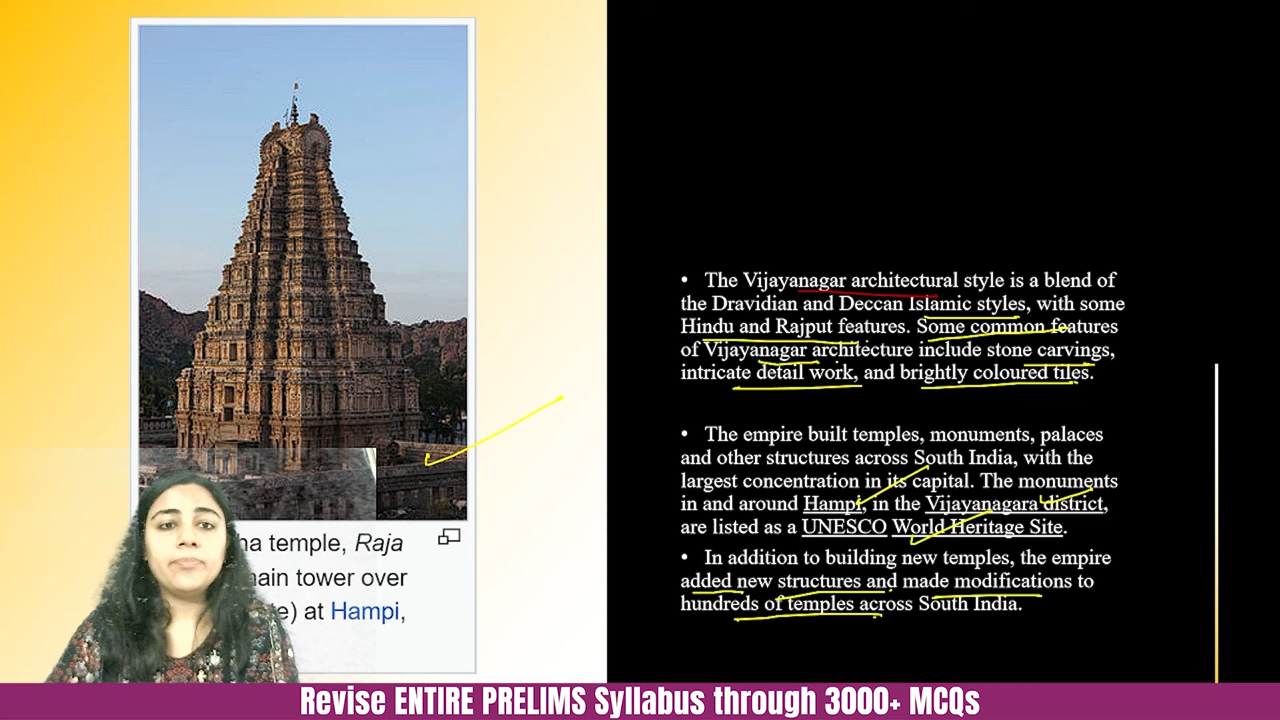 ha temple, Raja
nain tower over
e) at Hampi,
• The Vijayanagar architectural style is a blend of
the Dravidian and Deccan Islamic styles, with some
Hindu and Rajput features. Some common features
of Vijayanagar architecture include stone carvings,
intricate detail work, and brightly coloured tiles.
• The empire built temples, monuments, palaces
and other structures across South India, with the
largest concentration in its capital. The monuments
in and around Hampi, in the Vijayanagara district,
are listed as a UNESCO World Heritage Site.
• In addition to building new temples, the empire
added new structures and made modifications to
hundreds of temples across South India.
Revise ENTIRE PRELIMS Syllabus through 3000+ MCQs